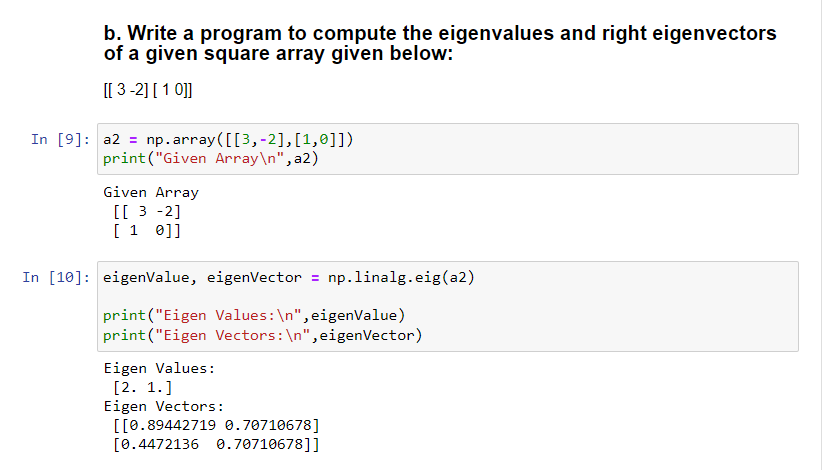 b. Write a program to compute the eigenvalues and right eigenvectors
of a given square array given below:
[[ 3 -2] [ 1 0]]
In [9]: a2 = np.array([[3,-2],[1,0]])
print("Given Array\n",a2)
Given Array
 [[ 3 -2]
 [ 1  0]]
In [10]: eigenValue, eigenVector = np.linalg.eig(a2)
print("Eigen Values:\n",eigenValue)
print("Eigen Vectors:\n",eigenVector)
Eigen Values:
 [2. 1.]
Eigen Vectors:
 [[0.89442719 0.70710678]
 [0.4472136  0.70710678]]